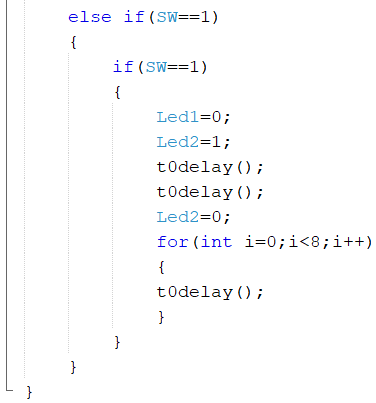 else if(SW==1)
{
if(SW==1)
{
Led1=0;
Led2=1;
t0delay();
t0delay();
Led2=0;
for(int i=0;i<8;i++)
{
t0delay();
}
}
}
}